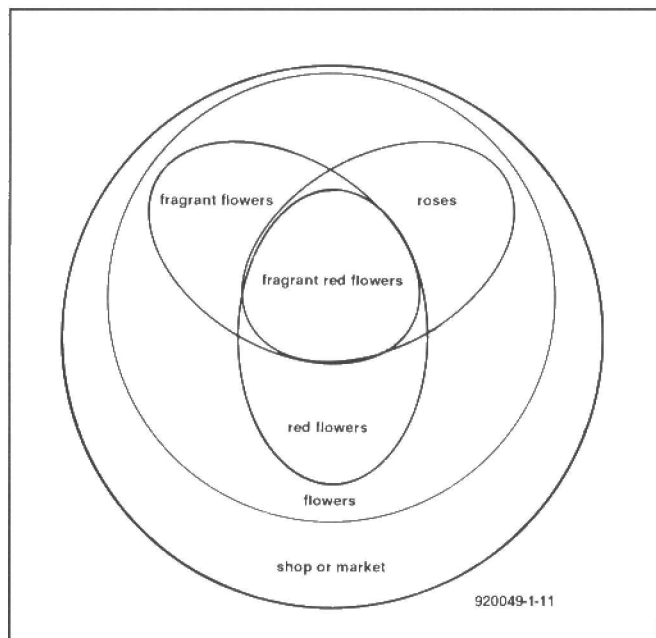 fragrant flowers
roses
fragrant red flowers
red flowers
flowers
shop or market
920049-1-11